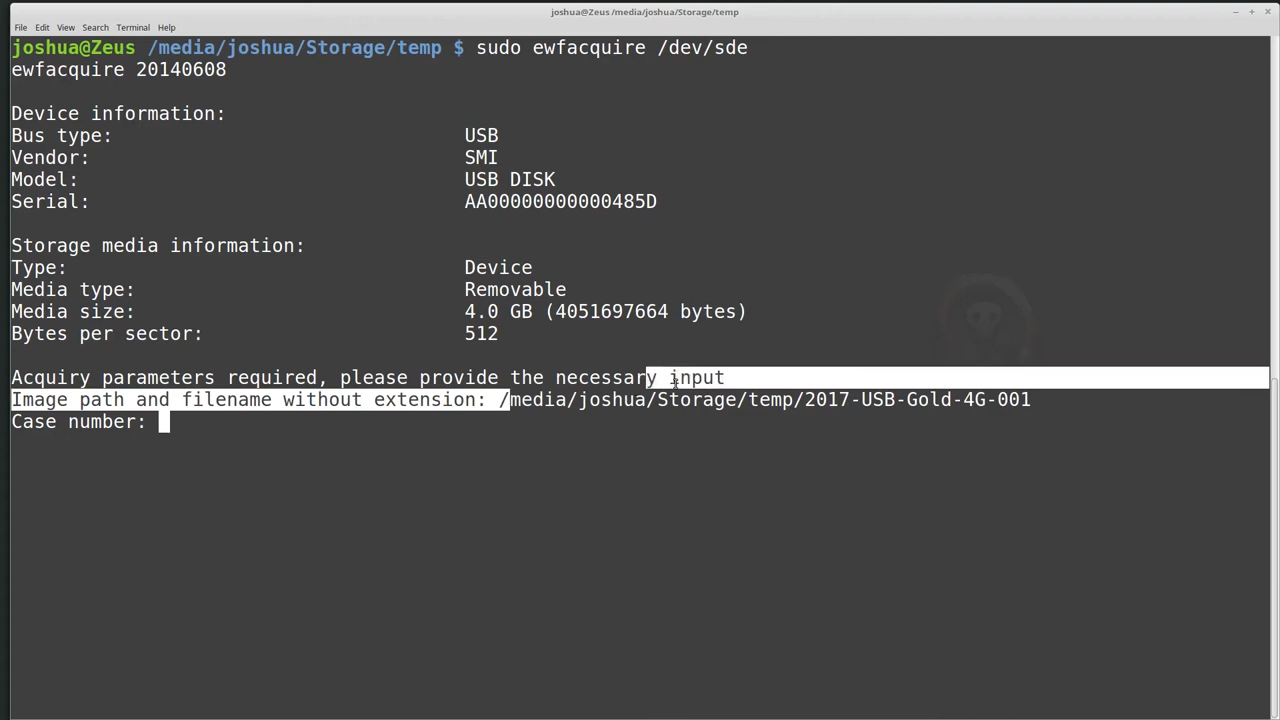 joshua@Zeus:/media/joshua/Storage/temp
File Edit View Search Terminal Help
joshua@Zeus /media/joshua/Storage/temp $ sudo ewfacquire /dev/sde
ewfacquire 20140608
Device information:
Bus type: USB
Vendor: SMI
Model: USB DISK
Serial: AA00000000000485D
Storage media information:
Type: Device
Media type: Removable
Media size: 4.0 GB (4051697664 bytes)
Bytes per sector: 512
Acquiry parameters required, please provide the necessary input
Image path and filename without extension: /media/joshua/Storage/temp/2017-USB-Gold-4G-001
Case number: